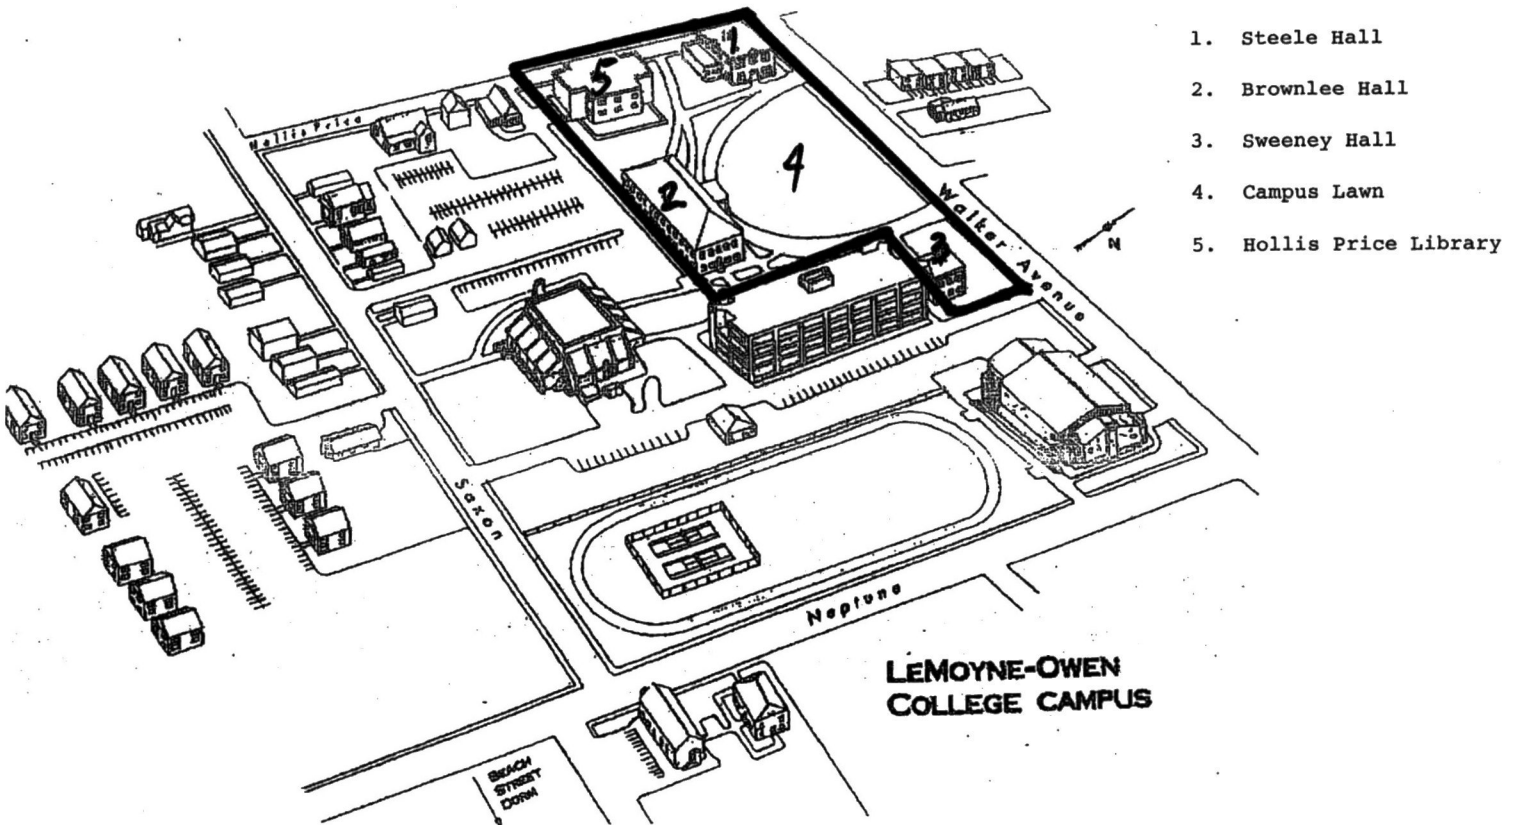 1. Steele Hall
2. Brownlee Hall
3. Sweeney Hall
4. Campus Lawn
5. Hollis Price Library
1
5
4
2
3
Hollis Price
Walker Avenue
N
Saxon
Neptune
LEMOYNE-OWEN
COLLEGE CAMPUS
BEACH
STREET
DORM